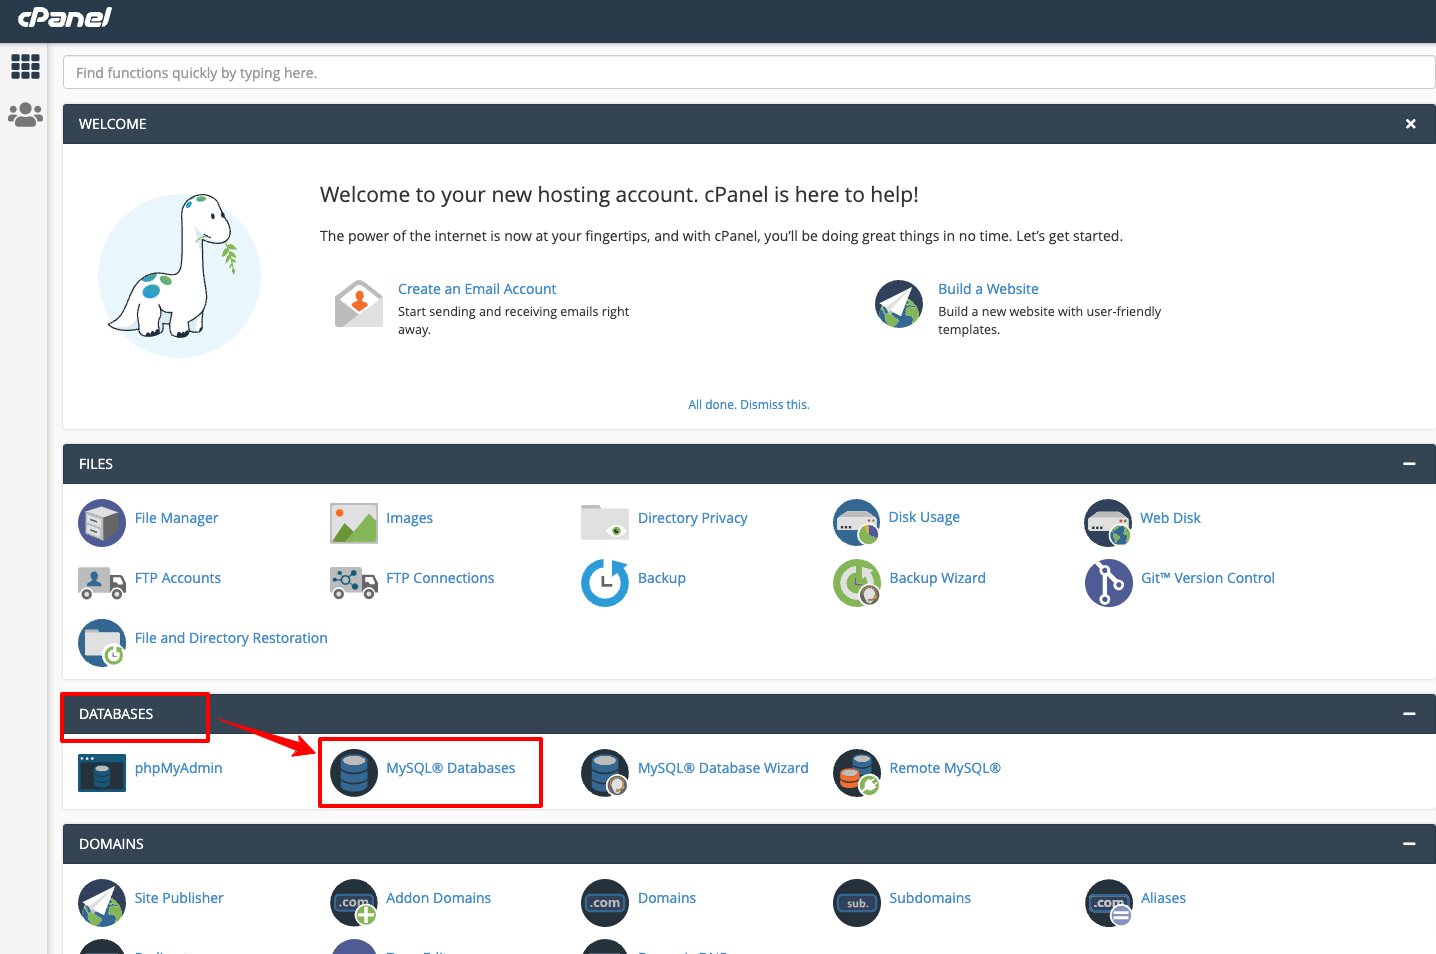 cPanel
Find functions quickly by typing here.
WELCOME
Welcome to your new hosting account. cPanel is here to help!
The power of the internet is now at your fingertips, and with cPanel, you’ll be doing great things in no time. Let’s get started.
Create an Email Account
Start sending and receiving emails right
away.
Build a Website
Build a new website with user-friendly
templates.
All done. Dismiss this.
FILES
File Manager
Images
Directory Privacy
Disk Usage
Web Disk
FTP Accounts
FTP Connections
Backup
Backup Wizard
Git™ Version Control
File and Directory Restoration
DATABASES
phpMyAdmin
MySQL® Databases
MySQL® Database Wizard
Remote MySQL®
DOMAINS
Site Publisher
.com
Addon Domains
.com
Domains
sub.
Subdomains
.com
Aliases